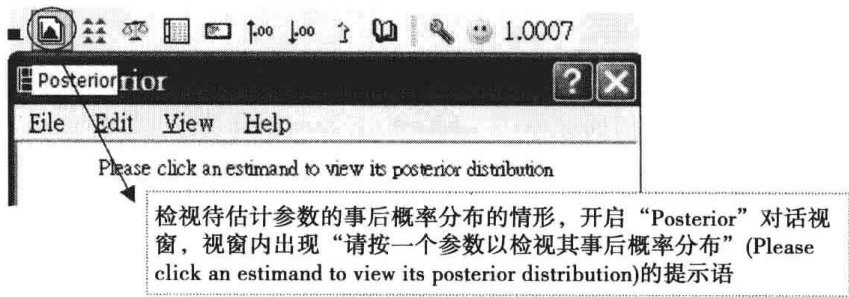 .00 .00 1.0007
Posterior rior
File Edit View Help
Please click an estimand to view its posterior distribution
检视待估计参数的事后概率分布的情形，开启“Posterior”对话视
窗，视窗内出现“请按一个参数以检视其事后概率分布”(Please
click an estimand to view its posterior distribution)的提示语